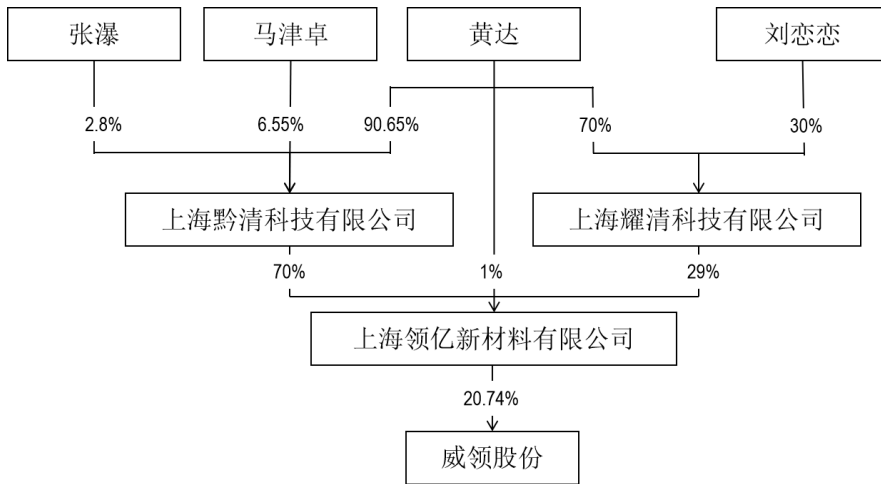 张瀑
马津卓
黄达
刘恋恋
2.8%
6.55%
90.65%
70%
30%
上海黔清科技有限公司
上海耀清科技有限公司
70%
1%
29%
上海领亿新材料有限公司
20.74%
威领股份